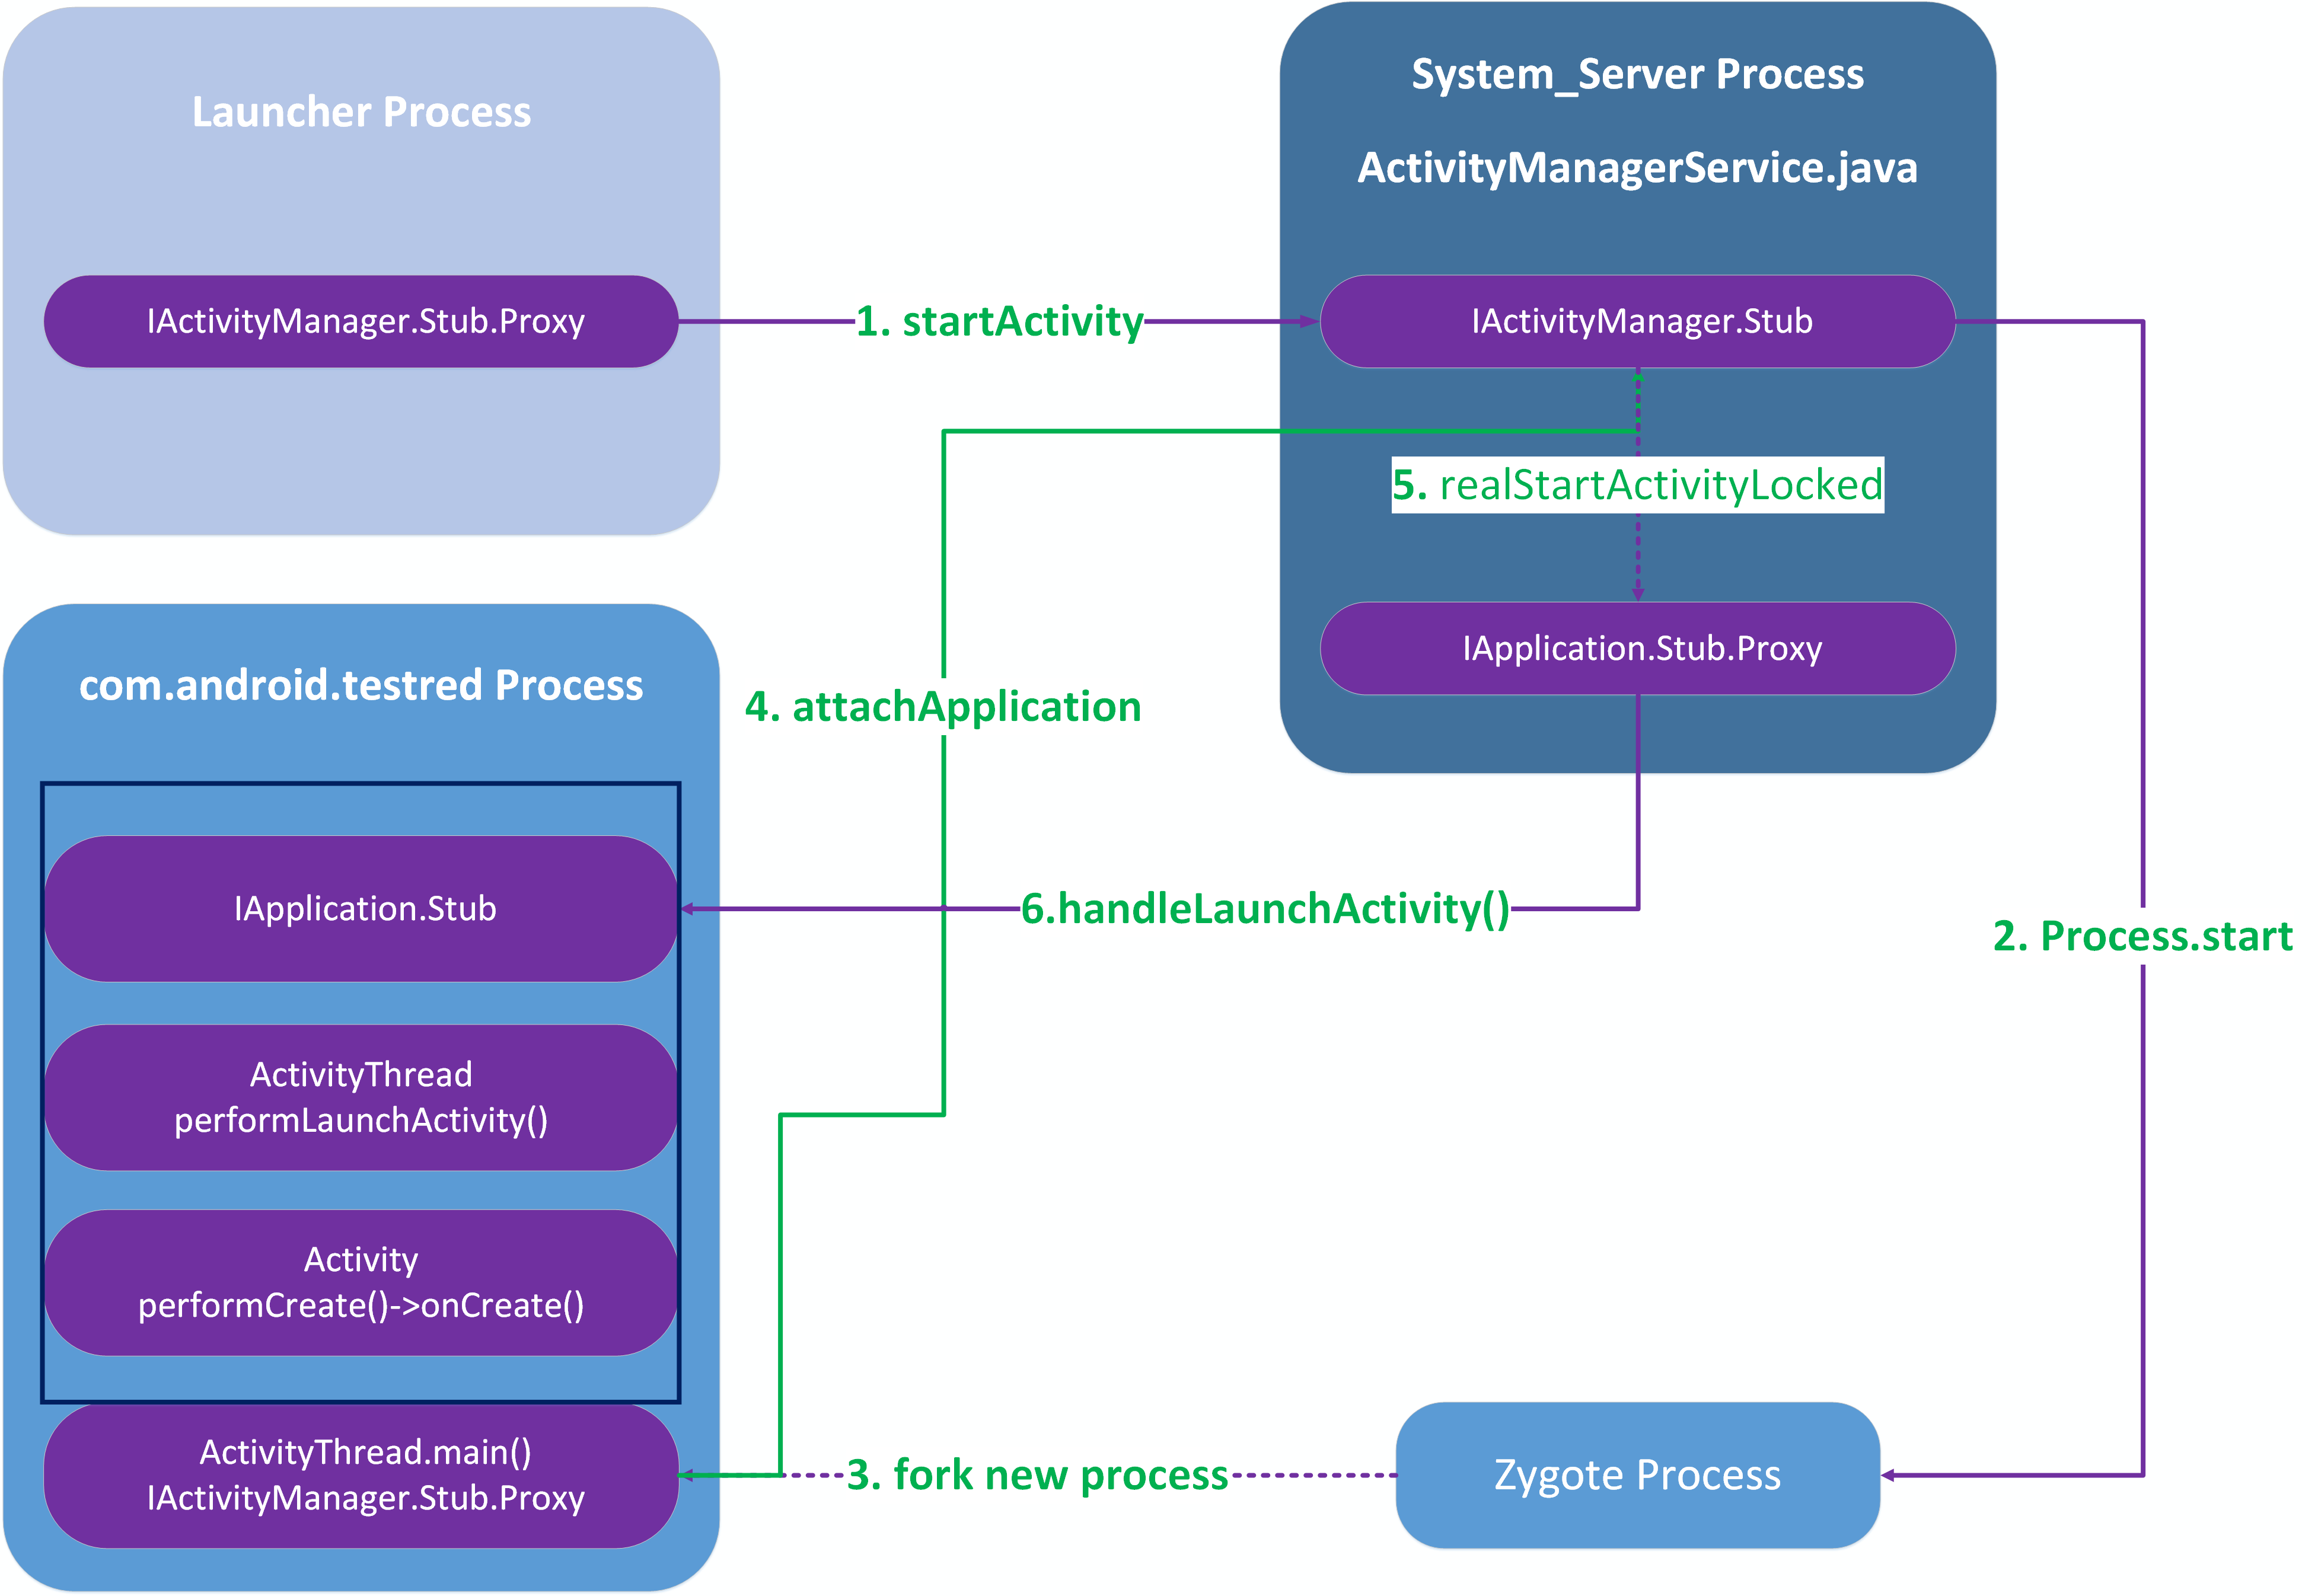 Launcher Process
IActivityManager.Stub.Proxy
1. startActivity
System_Server Process
ActivityManagerService.java
IActivityManager.Stub
5. realStartActivityLocked
IApplication.Stub.Proxy
com.android.testred Process
4. attachApplication
IApplication.Stub
6.handleLaunchActivity()
2. Process.start
ActivityThread
performLaunchActivity()
Activity
performCreate()->onCreate()
ActivityThread.main()
IActivityManager.Stub.Proxy
3. fork new process
Zygote Process